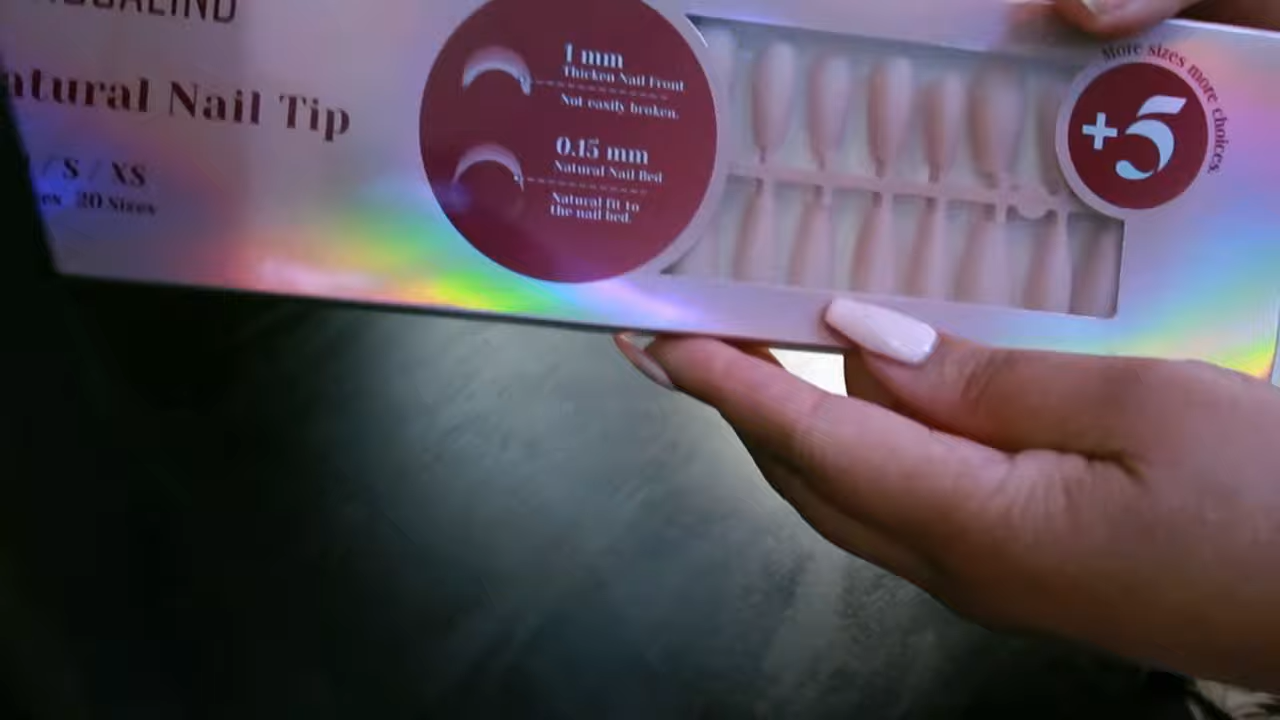 atural Nail Tip
/ S / XS
20 Sizes
1 mm
Thicken Nail Front
Not easily broken.
0.15 mm
Natural Nail Bed
Natural fit to
the nail bed.
More sizes more choices
+5